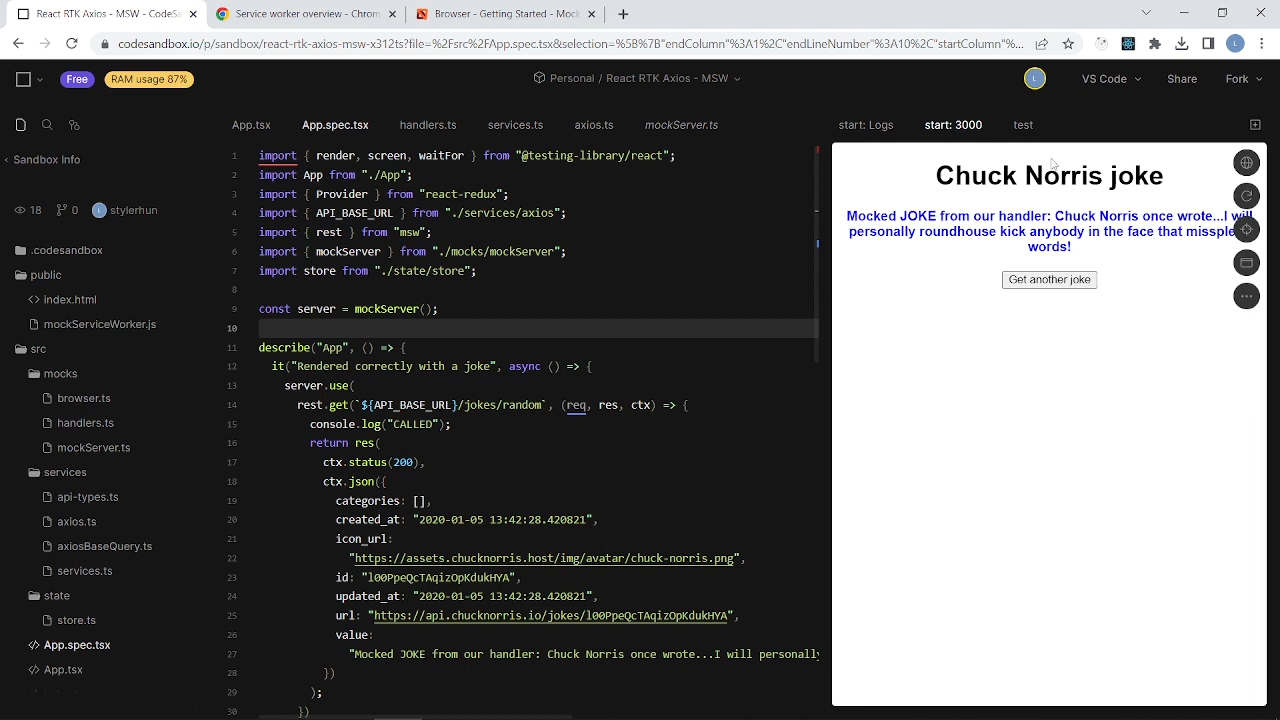 React RTK Axios - MSW - CodeSa
Service worker overview - Chrom
Browser - Getting Started - Mock
codesandbox.io/p/sandbox/react-rtk-axios-msw-x312jf?file=%2Fsrc%2FApp.spec.tsx&selection=%5B%7B"endColumn"%3A1%2C"endLineNumber"%3A10%2C"startColumn"%...
L
Free
RAM usage 87%
Personal / React RTK Axios - MSW
L
VS Code
Share
Fork
App.tsx
App.spec.tsx
handlers.ts
services.ts
axios.ts
mockServer.ts
start: Logs
start: 3000
test
Sandbox Info
18
0
L
stylerhun
.codesandbox
public
index.html
mockServiceWorker.js
src
mocks
browser.ts
handlers.ts
mockServer.ts
services
api-types.ts
axios.ts
axiosBaseQuery.ts
services.ts
state
store.ts
App.spec.tsx
App.tsx
1 import { render, screen, waitFor } from "@testing-library/react";
2 import App from "./App";
3 import { Provider } from "react-redux";
4 import { API_BASE_URL } from "./services/axios";
5 import { rest } from "msw";
6 import { mockServer } from "./mocks/mockServer";
7 import store from "./state/store";
8
9 const server = mockServer();
10
11 describe("App", () => {
12 it("Rendered correctly with a joke", async () => {
13 server.use(
14 rest.get(`${API_BASE_URL}/jokes/random`, (req, res, ctx) => {
15 console.log("CALLED");
16 return res(
17 ctx.status(200),
18 ctx.json({
19 categories: [],
20 created_at: "2020-01-05 13:42:28.420821",
21 icon_url:
22 "https://assets.chucknorris.host/img/avatar/chuck-norris.png",
23 id: "l00PpeQcTAqizOpKdukHYA",
24 updated_at: "2020-01-05 13:42:28.420821",
25 url: "https://api.chucknorris.io/jokes/l00PpeQcTAqizOpKdukHYA",
26 value:
27 "Mocked JOKE from our handler: Chuck Norris once wrote...I will personally
28 })
29 );
30 })
Chuck Norris joke
Mocked JOKE from our handler: Chuck Norris once wrote...I will
personally roundhouse kick anybody in the face that missple
words!
Get another joke